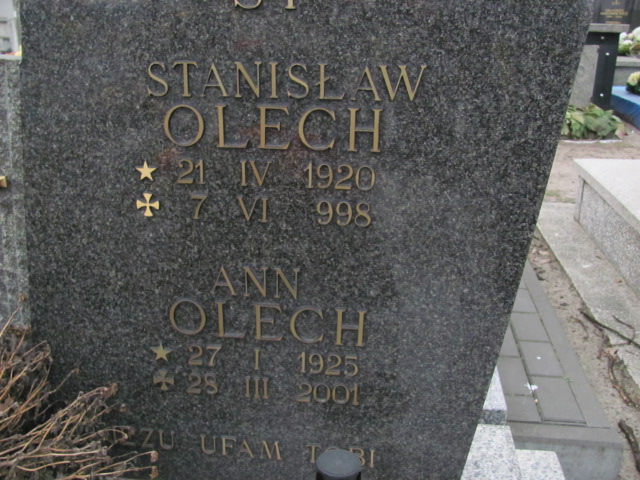 STANISŁAW
OLECH
21 IV 1920
7 VI 998
ANN
OLECH
27 I 1925
28 III 2001
UFAM